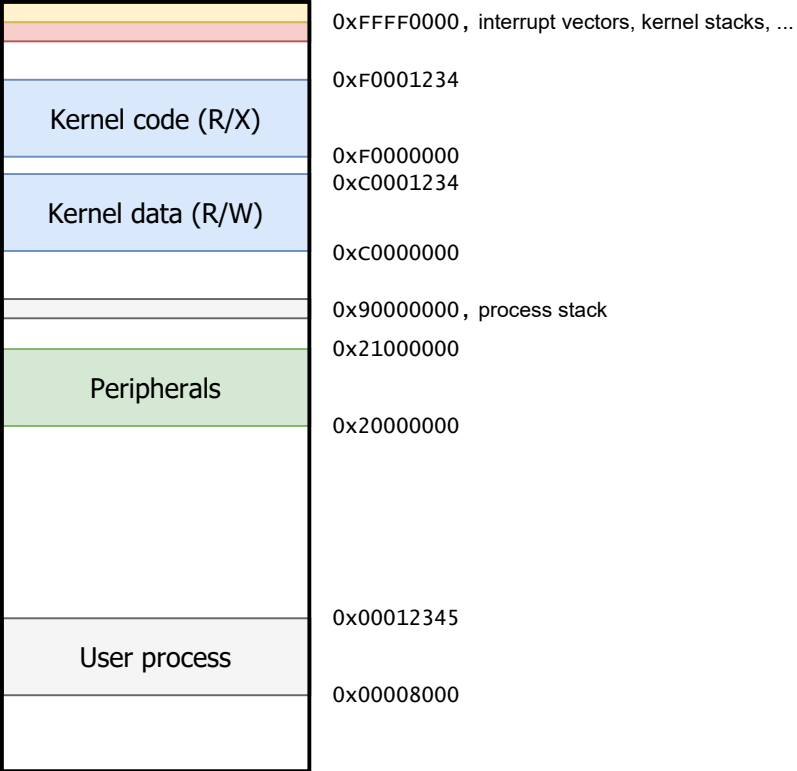 0xFFFF0000, interrupt vectors, kernel stacks, ...
0xF0001234
Kernel code (R/X)
0xF0000000
0xC0001234
Kernel data (R/W)
0xC0000000
0x90000000, process stack
0x21000000
Peripherals
0x20000000
0x00012345
User process
0x00008000